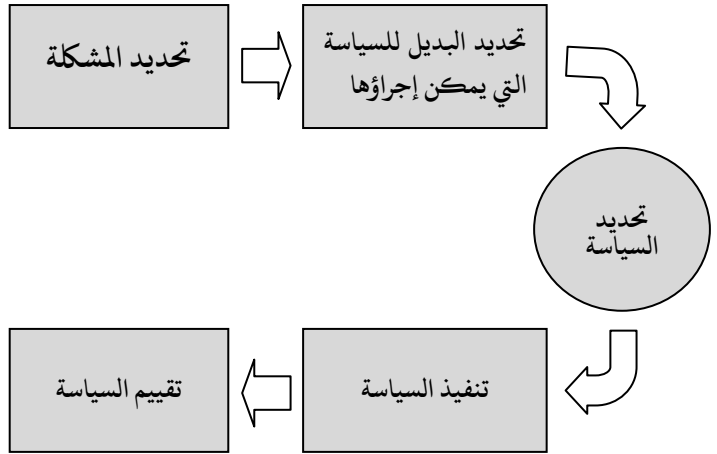 تحديد المشكلة
تحديد البديل للسياسة
التي يمكن إجراؤها
تحديد
السياسة
تنفيذ السياسة
تقييم السياسة